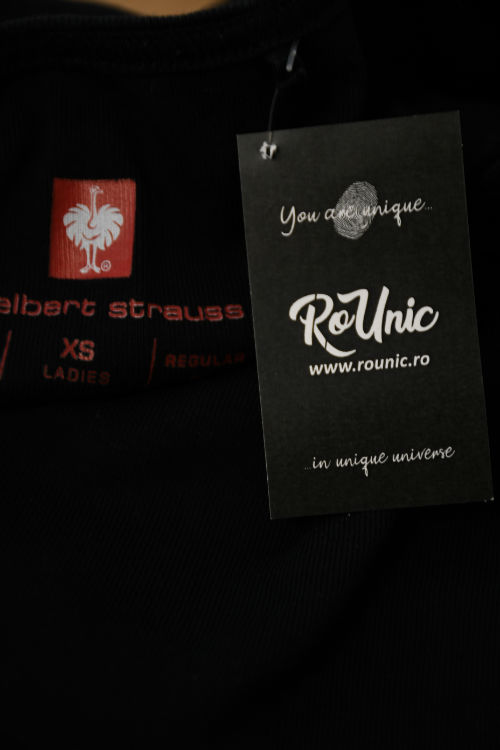 ®
elbert strauss
XS
LADIES
REGULAR
You are unique...
RoUnic
www.rounic.ro
...in unique universe